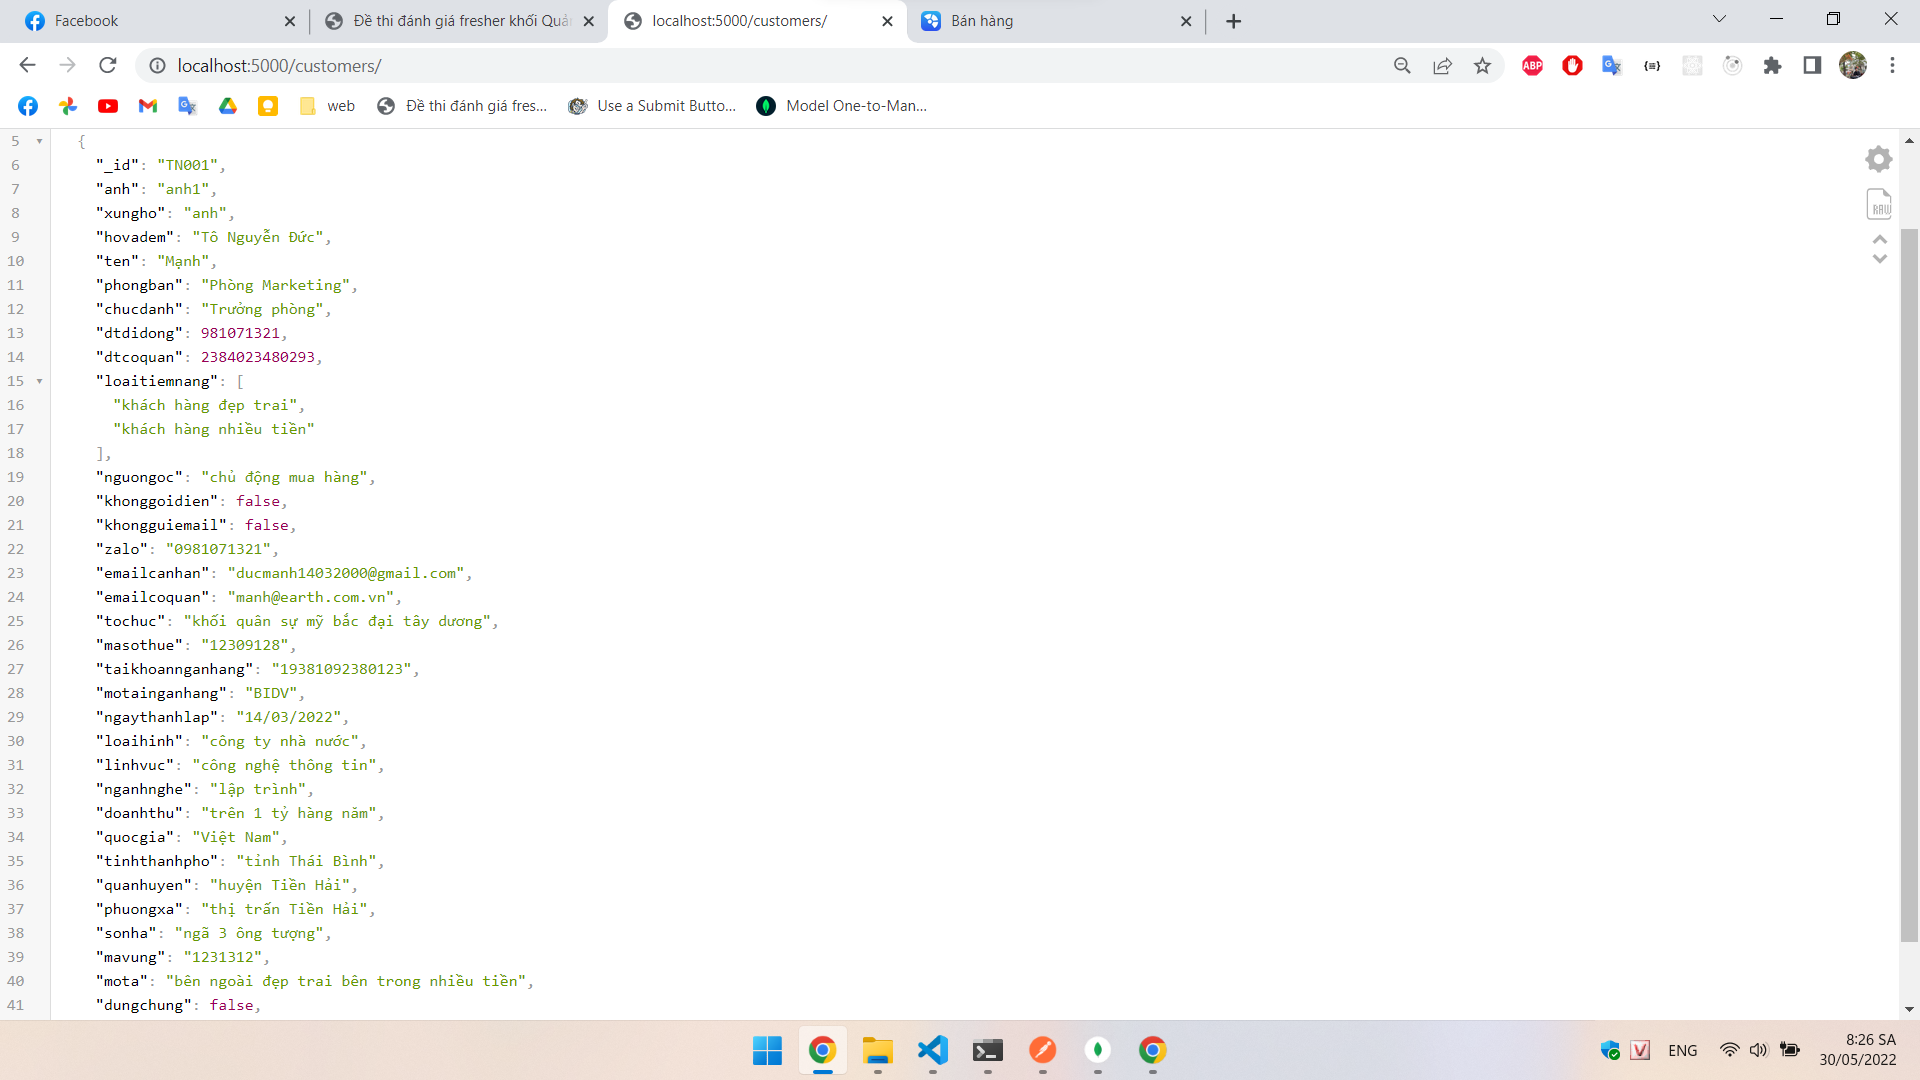 Facebook
Đề thi đánh giá fresher khối Quản
localhost:5000/customers/
Bán hàng
localhost:5000/customers/
ABP
web
Đề thi đánh giá fres...
Use a Submit Butto...
Model One-to-Man...
5 {
6 "_id": "TN001",
7 "anh": "anh1",
8 "xungho": "anh",
9 "hovadem": "Tô Nguyễn Đức",
10 "ten": "Mạnh",
11 "phongban": "Phòng Marketing",
12 "chucdanh": "Trưởng phòng",
13 "dtdidong": 981071321,
14 "dtcoquan": 2384023480293,
15 "loaitiemnang": [
16 "khách hàng đẹp trai",
17 "khách hàng nhiều tiền"
18 ],
19 "nguongoc": "chủ động mua hàng",
20 "khonggoidien": false,
21 "khongguiemail": false,
22 "zalo": "0981071321",
23 "emailcanhan": "ducmanh14032000@gmail.com",
24 "emailcoquan": "manh@earth.com.vn",
25 "tochuc": "khối quân sự mỹ bắc đại tây dương",
26 "masothue": "12309128",
27 "taikhoannganhang": "19381092380123",
28 "motainganhang": "BIDV",
29 "ngaythanhlap": "14/03/2022",
30 "loaihinh": "công ty nhà nước",
31 "linhvuc": "công nghệ thông tin",
32 "nganhnghe": "lập trình",
33 "doanhthu": "trên 1 tỷ hàng năm",
34 "quocgia": "Việt Nam",
35 "tinhthanhpho": "tỉnh Thái Bình",
36 "quanhuyen": "huyện Tiền Hải",
37 "phuongxa": "thị trấn Tiền Hải",
38 "sonha": "ngã 3 ông tượng",
39 "mavung": "1231312",
40 "mota": "bên ngoài đẹp trai bên trong nhiều tiền",
41 "dungchung": false,
RAW
ENG
8:26 SA
30/05/2022